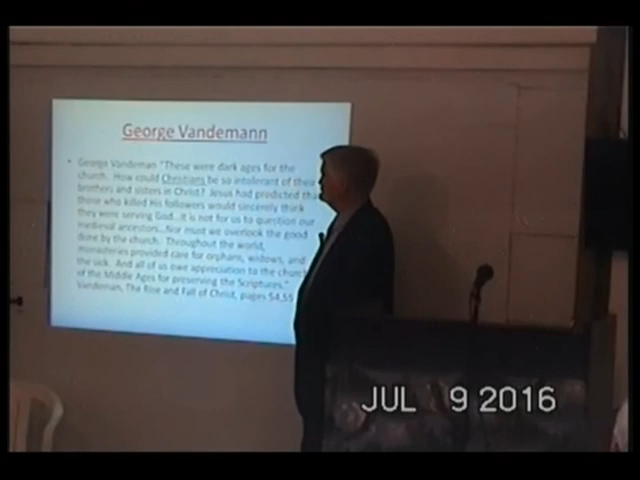 George Vandemann
• George Vandeman "These were dark ages for the
church. How could Christians be so intolerant of their
brothers and sisters in Christ? Jesus had predicted that
those who killed His followers would sincerely think
they were serving God...it is not for us to question our
medieval ancestors...Nor must we overlook the good
done by the church. Throughout the world,
monasteries provided care for orphans, widows, and
the sick. And all of us owe appreciation to the church
of the Middle Ages for preserving the Scriptures."
Vandeman, The Rise and Fall of Christ, pages 54,55
JUL 9 2016